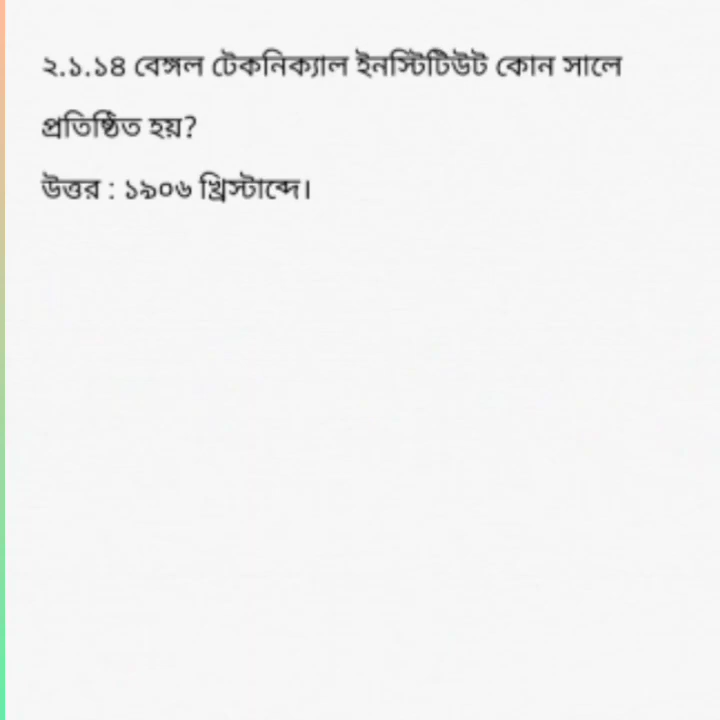 ২.১.১৪ বেঙ্গল টেকনিক্যাল ইনস্টিটিউট কোন সালে
প্রতিষ্ঠিত হয়?
উত্তর : ১৯০৬ খ্রিস্টাব্দে।